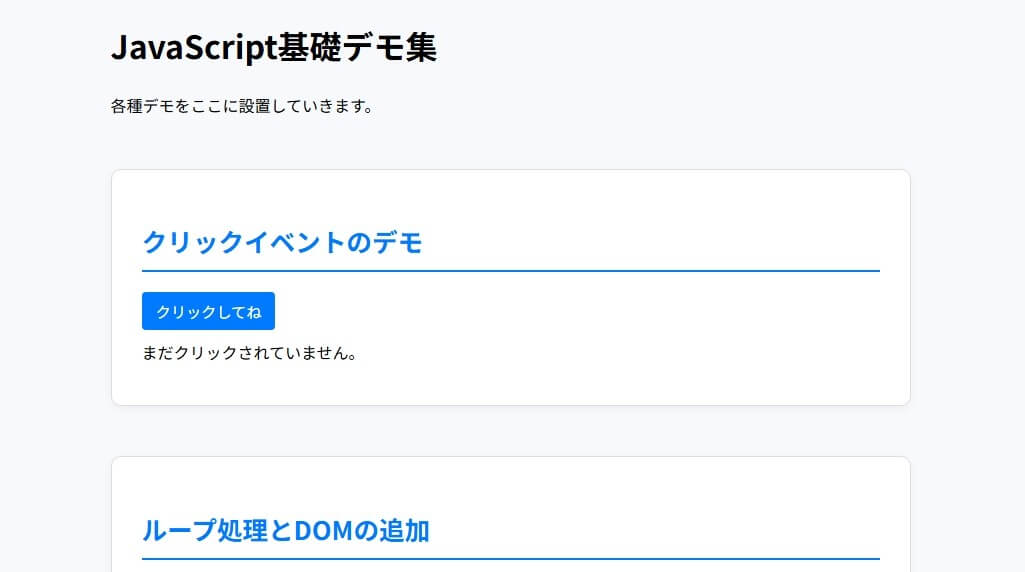 JavaScript基礎デモ集
各種デモをここに設置していきます。
クリックイベントのデモ
クリックしてね
まだクリックされていません。
ループ処理とDOMの追加